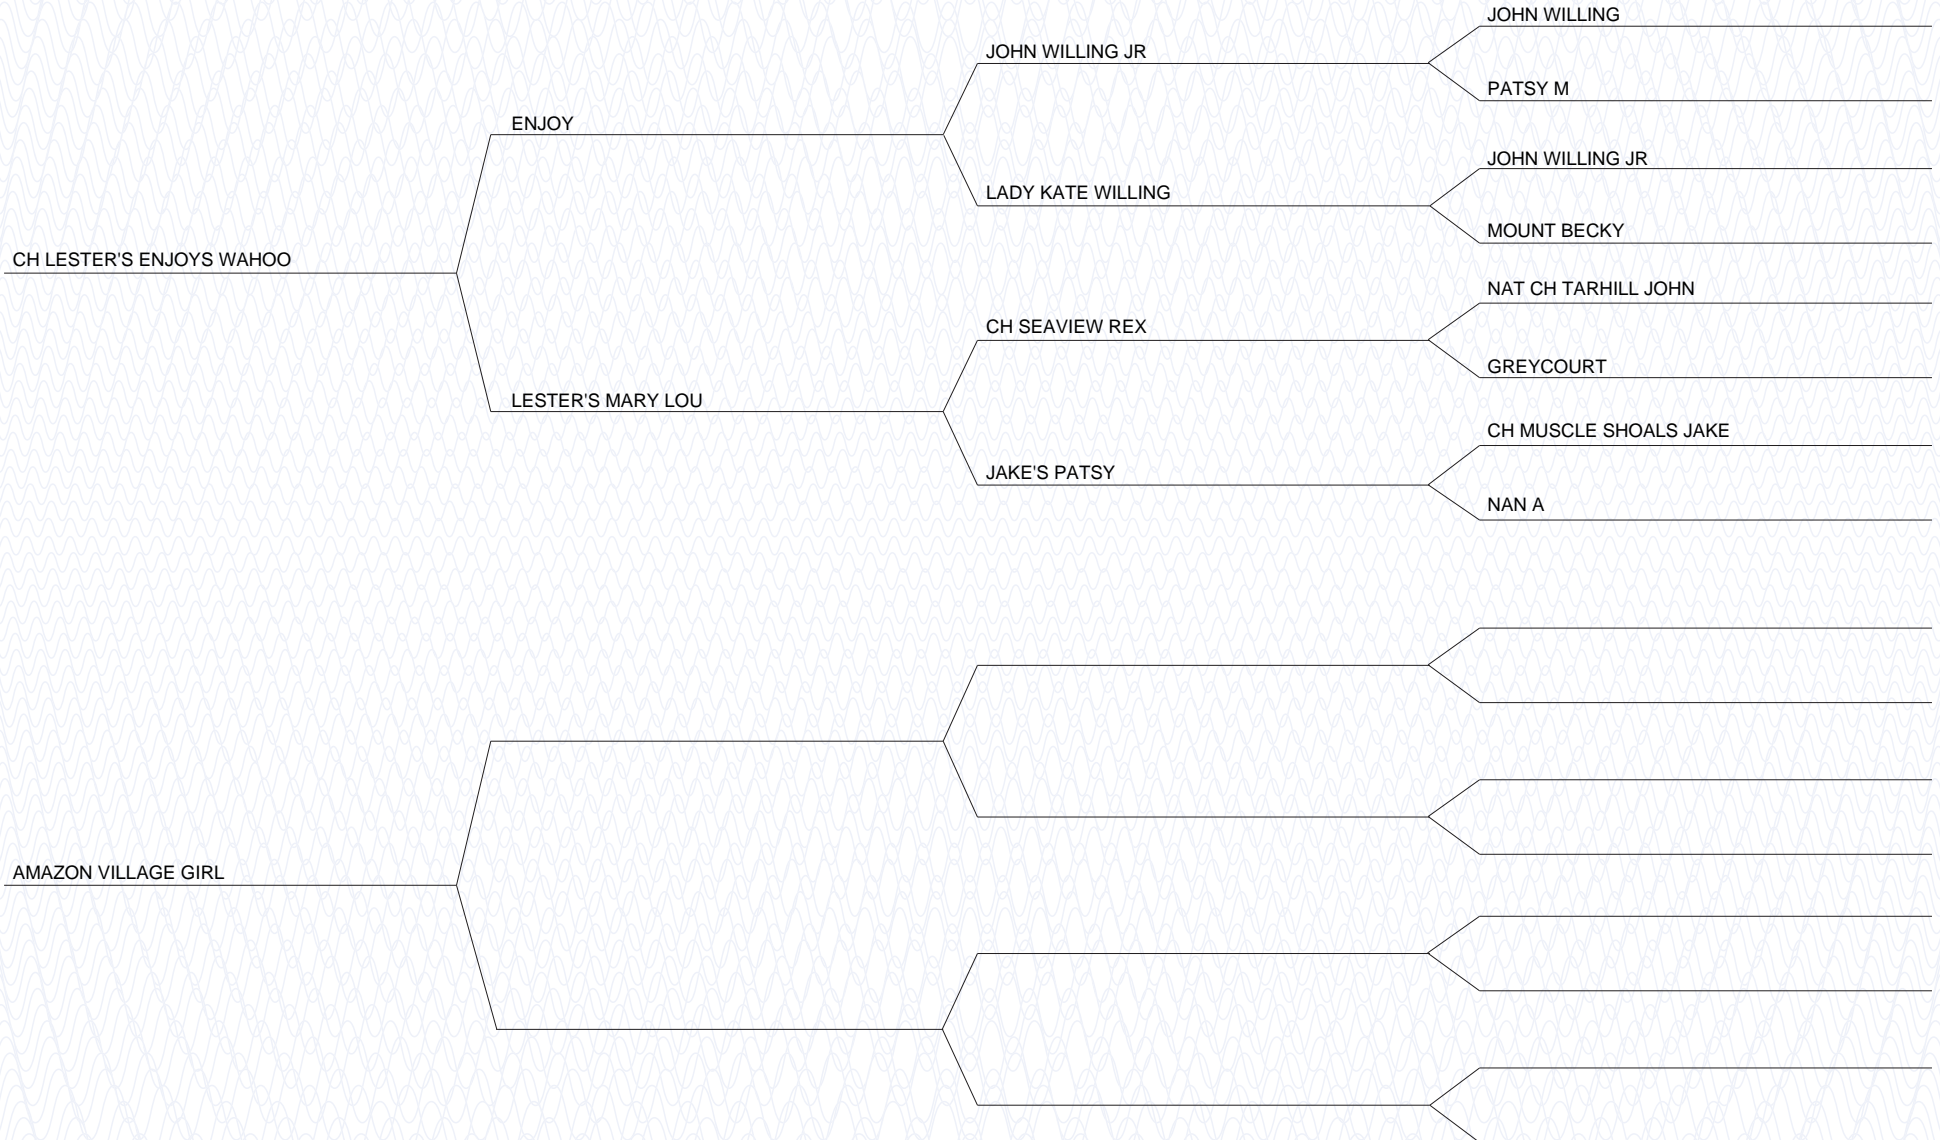 JOHN WILLING
JOHN WILLING JR
PATSY M
ENJOY
JOHN WILLING JR
LADY KATE WILLING
MOUNT BECKY
CH LESTER'S ENJOYS WAHOO
NAT CH TARHILL JOHN
CH SEAVIEW REX
GREYCOURT
LESTER'S MARY LOU
CH MUSCLE SHOALS JAKE
JAKE'S PATSY
NAN A
AMAZON VILLAGE GIRL